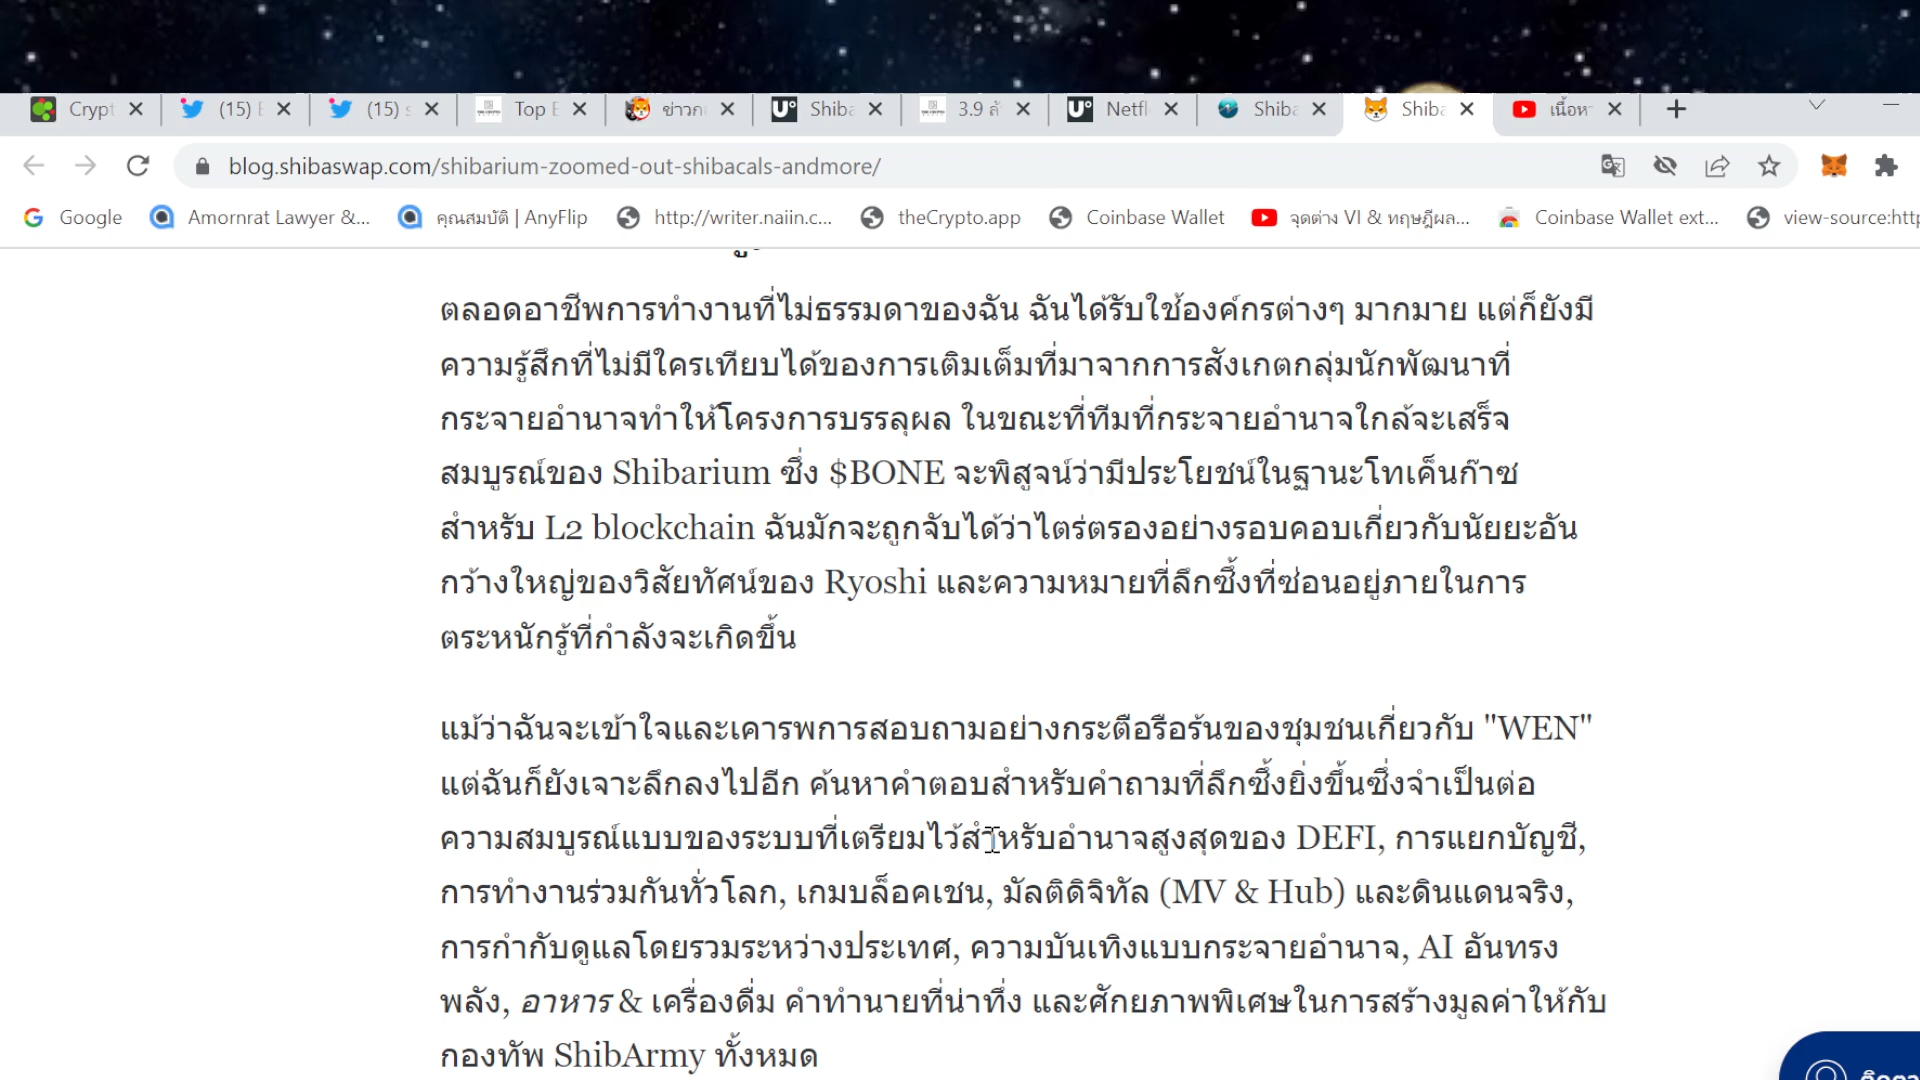 Crypt
(15) E
(15) s
Top E
ข่าวก
Shiba
3.9 ล้
Netfl
Shiba
Shiba
เนื้อห
blog.shibaswap.com/shibarium-zoomed-out-shibacals-andmore/
Google
Amornrat Lawyer &...
คุณสมบัติ | AnyFlip
http://writer.naiin.c...
theCrypto.app
Coinbase Wallet
จุดต่าง VI & ทฤษฎีผล...
Coinbase Wallet ext...
view-source:http
ตลอดอาชีพการทำงานที่ไม่ธรรมดาของฉัน ฉันได้รับใช้องค์กรต่างๆ มากมาย แต่ก็ยังมี
ความรู้สึกที่ไม่มีใครเทียบได้ของการเติมเต็มที่มาจากการสังเกตกลุ่มนักพัฒนาที่
กระจายอำนาจทำให้โครงการบรรลุผล ในขณะที่ทีมที่กระจายอำนาจใกล้จะเสร็จ
สมบูรณ์ของ Shibarium ซึ่ง $BONE จะพิสูจน์ว่ามีประโยชน์ในฐานะโทเค็นก๊าซ
สำหรับ L2 blockchain ฉันมักจะถูกจับได้ว่าไตร่ตรองอย่างรอบคอบเกี่ยวกับนัยยะอัน
กว้างใหญ่ของวิสัยทัศน์ของ Ryoshi และความหมายที่ลึกซึ้งที่ซ่อนอยู่ภายในการ
ตระหนักรู้ที่กำลังจะเกิดขึ้น
แม้ว่าฉันจะเข้าใจและเคารพการสอบถามอย่างกระตือรือร้นของชุมชนเกี่ยวกับ "WEN"
แต่ฉันก็ยังเจาะลึกลงไปอีก ค้นหาคำตอบสำหรับคำถามที่ลึกซึ้งยิ่งขึ้นซึ่งจำเป็นต่อ
ความสมบูรณ์แบบของระบบที่เตรียมไว้สำหรับอำนาจสูงสุดของ DEFI, การแยกบัญชี,
การทำงานร่วมกันทั่วโลก, เกมบล็อคเชน, มัลติดิจิทัล (MV & Hub) และดินแดนจริง,
การกำกับดูแลโดยรวมระหว่างประเทศ, ความบันเทิงแบบกระจายอำนาจ, AI อันทรง
พลัง, อาหาร & เครื่องดื่ม คำทำนายที่น่าทึ่ง และศักยภาพพิเศษในการสร้างมูลค่าให้กับ
กองทัพ ShibArmy ทั้งหมด